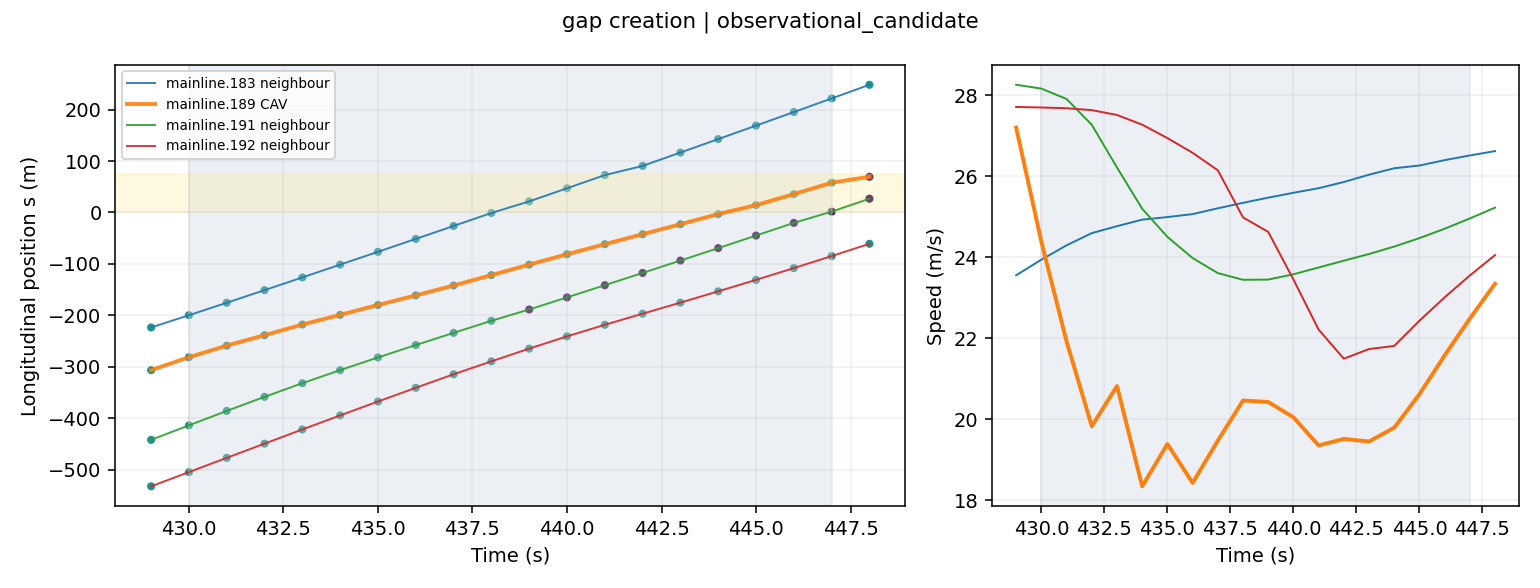 gap creation | observational_candidate
mainline.183 neighbour
mainline.189 CAV
mainline.191 neighbour
mainline.192 neighbour
Longitudinal position s (m)
200
100
0
−100
−200
−300
−400
−500
430.0 432.5 435.0 437.5 440.0 442.5 445.0 447.5
Time (s)
Speed (m/s)
28
26
24
22
20
18
430.0 432.5 435.0 437.5 440.0 442.5 445.0 447.5
Time (s)